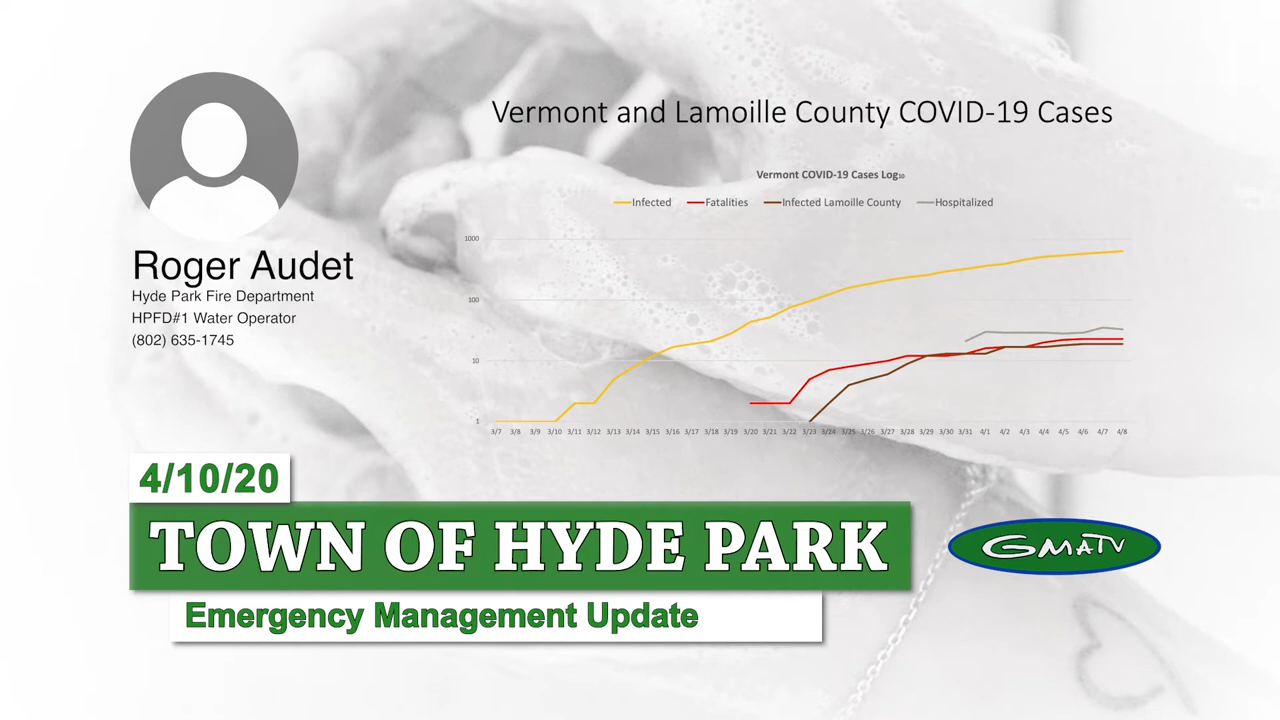 Vermont and Lamoille County COVID-19 Cases
Vermont COVID-19 Cases Log10
Infected Fatalities Infected Lamoille County Hospitalized
1000
100
10
1
3/7 3/8 3/9 3/10 3/11 3/12 3/13 3/14 3/15 3/16 3/17 3/18 3/19 3/20 3/21 3/22 3/23 3/24 3/25 3/26 3/27 3/28 3/29 3/30 3/31 4/1 4/2 4/3 4/4 4/5 4/6 4/7 4/8
Roger Audet
Hyde Park Fire Department
HPFD#1 Water Operator
(802) 635-1745
4/10/20
TOWN OF HYDE PARK
GMATV
Emergency Management Update